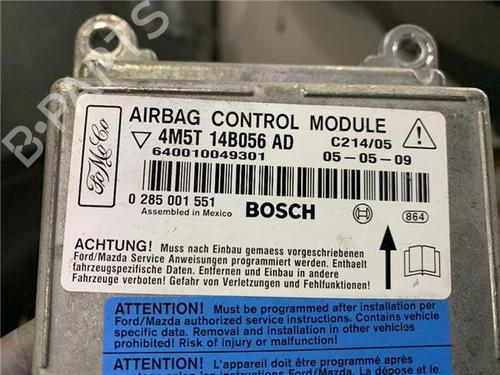 B-PARTS
AIRBAG CONTROL MODULE
4M5T 14B056 AD C214/05
640010049301 05-05-09
FoMoCo
0 285 001 551 BOSCH 864
Assembled in Mexico
ACHTUNG! Muss nach Einbau gemaess vorgeschriebenen
Ford/Mazda Service Anweisungen programmiert werden. Enthaelt
fahrzeugspezifische Daten. Entfernen und Einbau in andere
Fahrzeuge verboten! Gefahr von Verletzungen und Fehlfunktionen!
ATTENTION! Must be programmed after installation per
Ford/Mazda authorized service instructions. Contains vehicle
specific data. Removal and installation in another vehicle
prohibited! Risk of injury or malfunction!
ATTENTION! L'appareil doit être programmé après